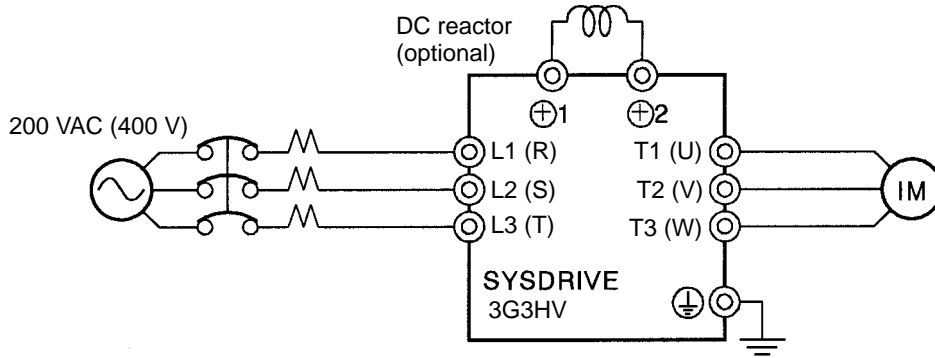 DC reactor
(optional)
⊕1
⊕2
200 VAC (400 V)
L1 (R)
T1 (U)
L2 (S)
T2 (V)
IM
L3 (T)
T3 (W)
SYSDRIVE
3G3HV